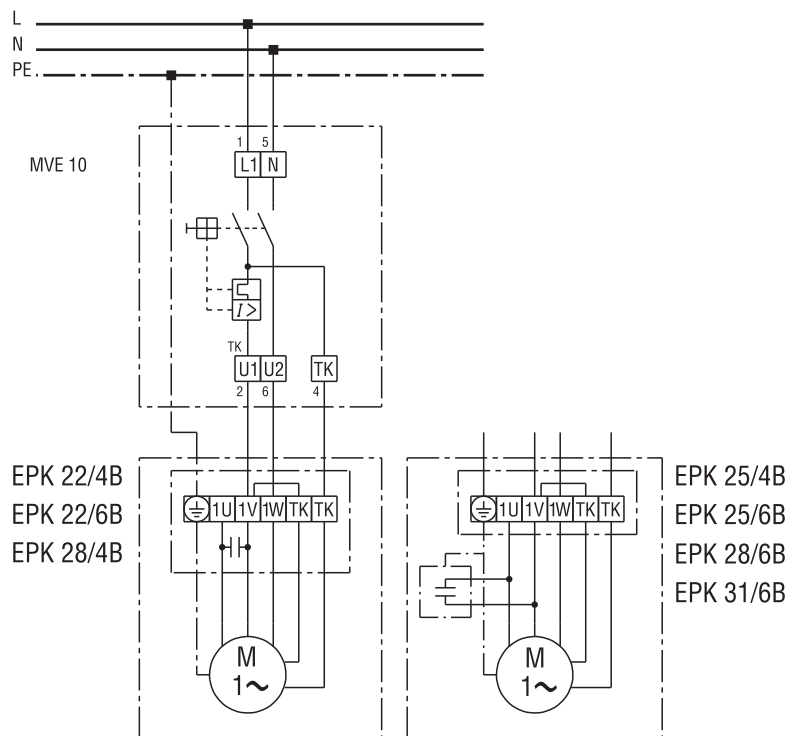 L
N
PE
MVE 10
1 5
L1 N
I>
TK
U1 U2 TK
2 6 4
EPK 22/4B
EPK 22/6B
EPK 28/4B
1U 1V 1W TK TK
M
1~
1U 1V 1W TK TK
M
1~
EPK 25/4B
EPK 25/6B
EPK 28/6B
EPK 31/6B